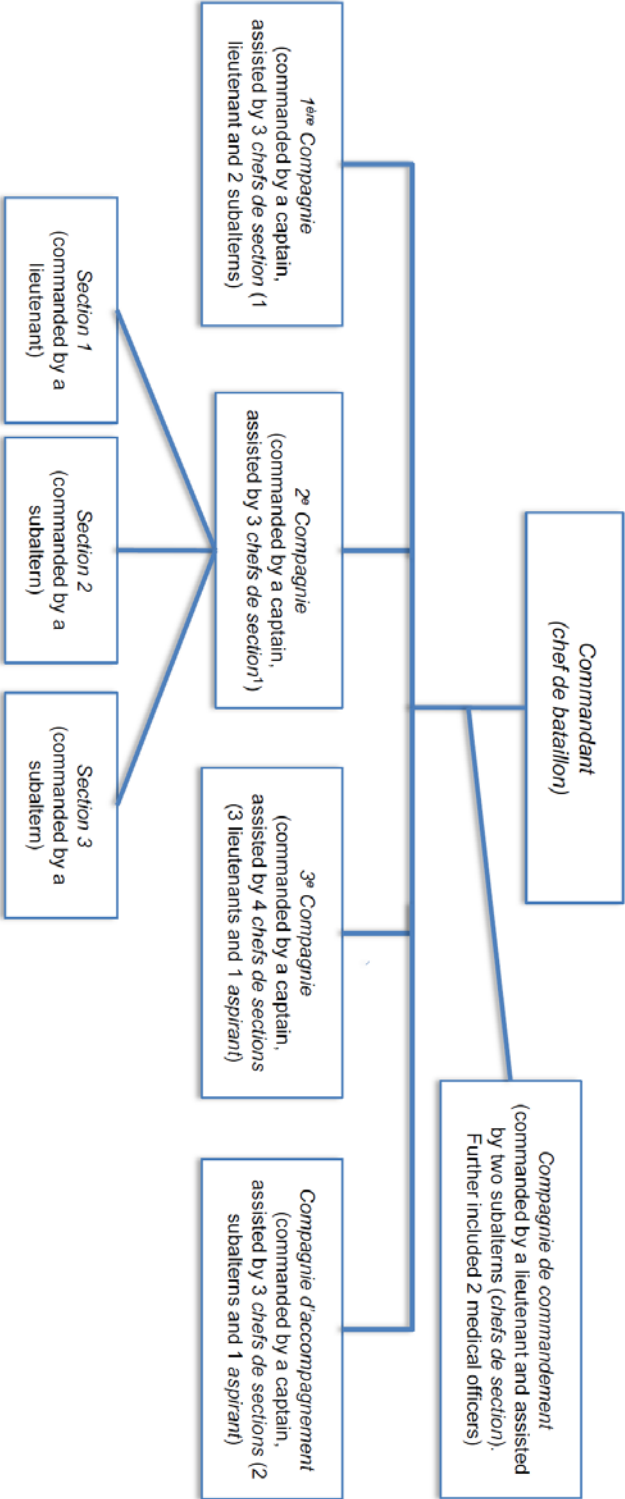 Commandant
(chef de bataillon)
Compagnie de commandement
(commanded by a lieutenant and assisted
by two subalterns (chefs de section).
Further included 2 medical officers)
1ère Compagnie
(commanded by a captain,
assisted by 3 chefs de section (1
lieutenant and 2 subalterns)
2e Compagnie
(commanded by a captain,
assisted by 3 chefs de section1)
3e Compagnie
(commanded by a captain,
assisted by 4 chefs de sections
(3 lieutenants and 1 aspirant)
Compagnie d'accompagnement
(commanded by a captain,
assisted by 3 chefs de sections (2
subalterns and 1 aspirant)
Section 1
(commanded by a
lieutenant)
Section 2
(commanded by a
subaltern)
Section 3
(commanded by a
subaltern)